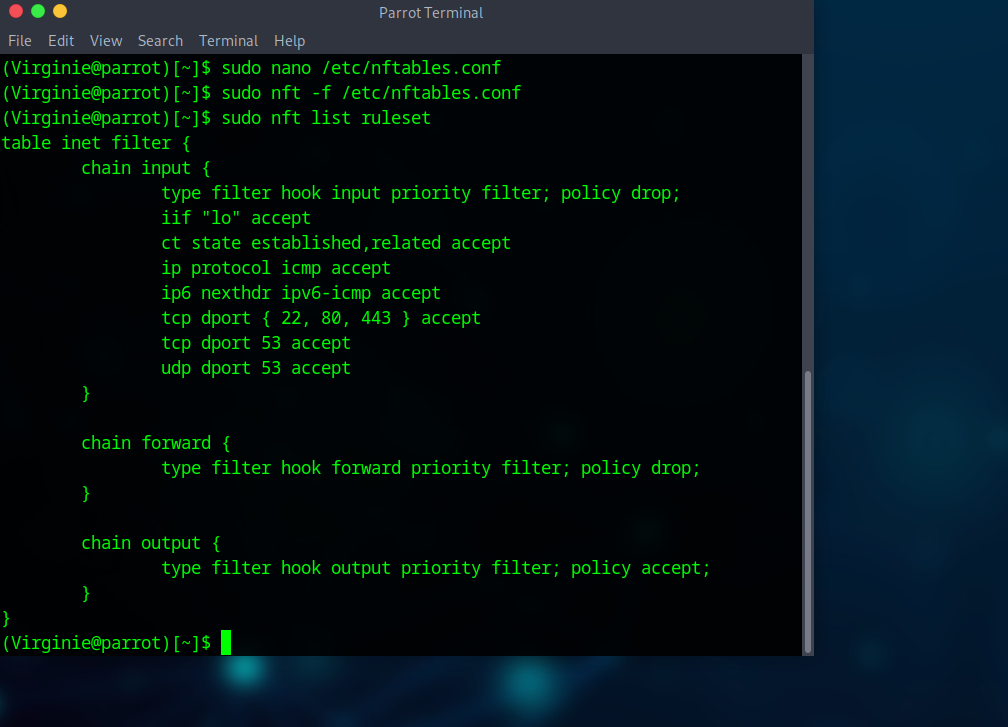 Parrot Terminal
File Edit View Search Terminal Help
(Virginie@parrot)[~]$ sudo nano /etc/nftables.conf
(Virginie@parrot)[~]$ sudo nft -f /etc/nftables.conf
(Virginie@parrot)[~]$ sudo nft list ruleset
table inet filter {
        chain input {
                type filter hook input priority filter; policy drop;
                iif "lo" accept
                ct state established,related accept
                ip protocol icmp accept
                ip6 nexthdr ipv6-icmp accept
                tcp dport { 22, 80, 443 } accept
                tcp dport 53 accept
                udp dport 53 accept
        }

        chain forward {
                type filter hook forward priority filter; policy drop;
        }

        chain output {
                type filter hook output priority filter; policy accept;
        }
}
(Virginie@parrot)[~]$